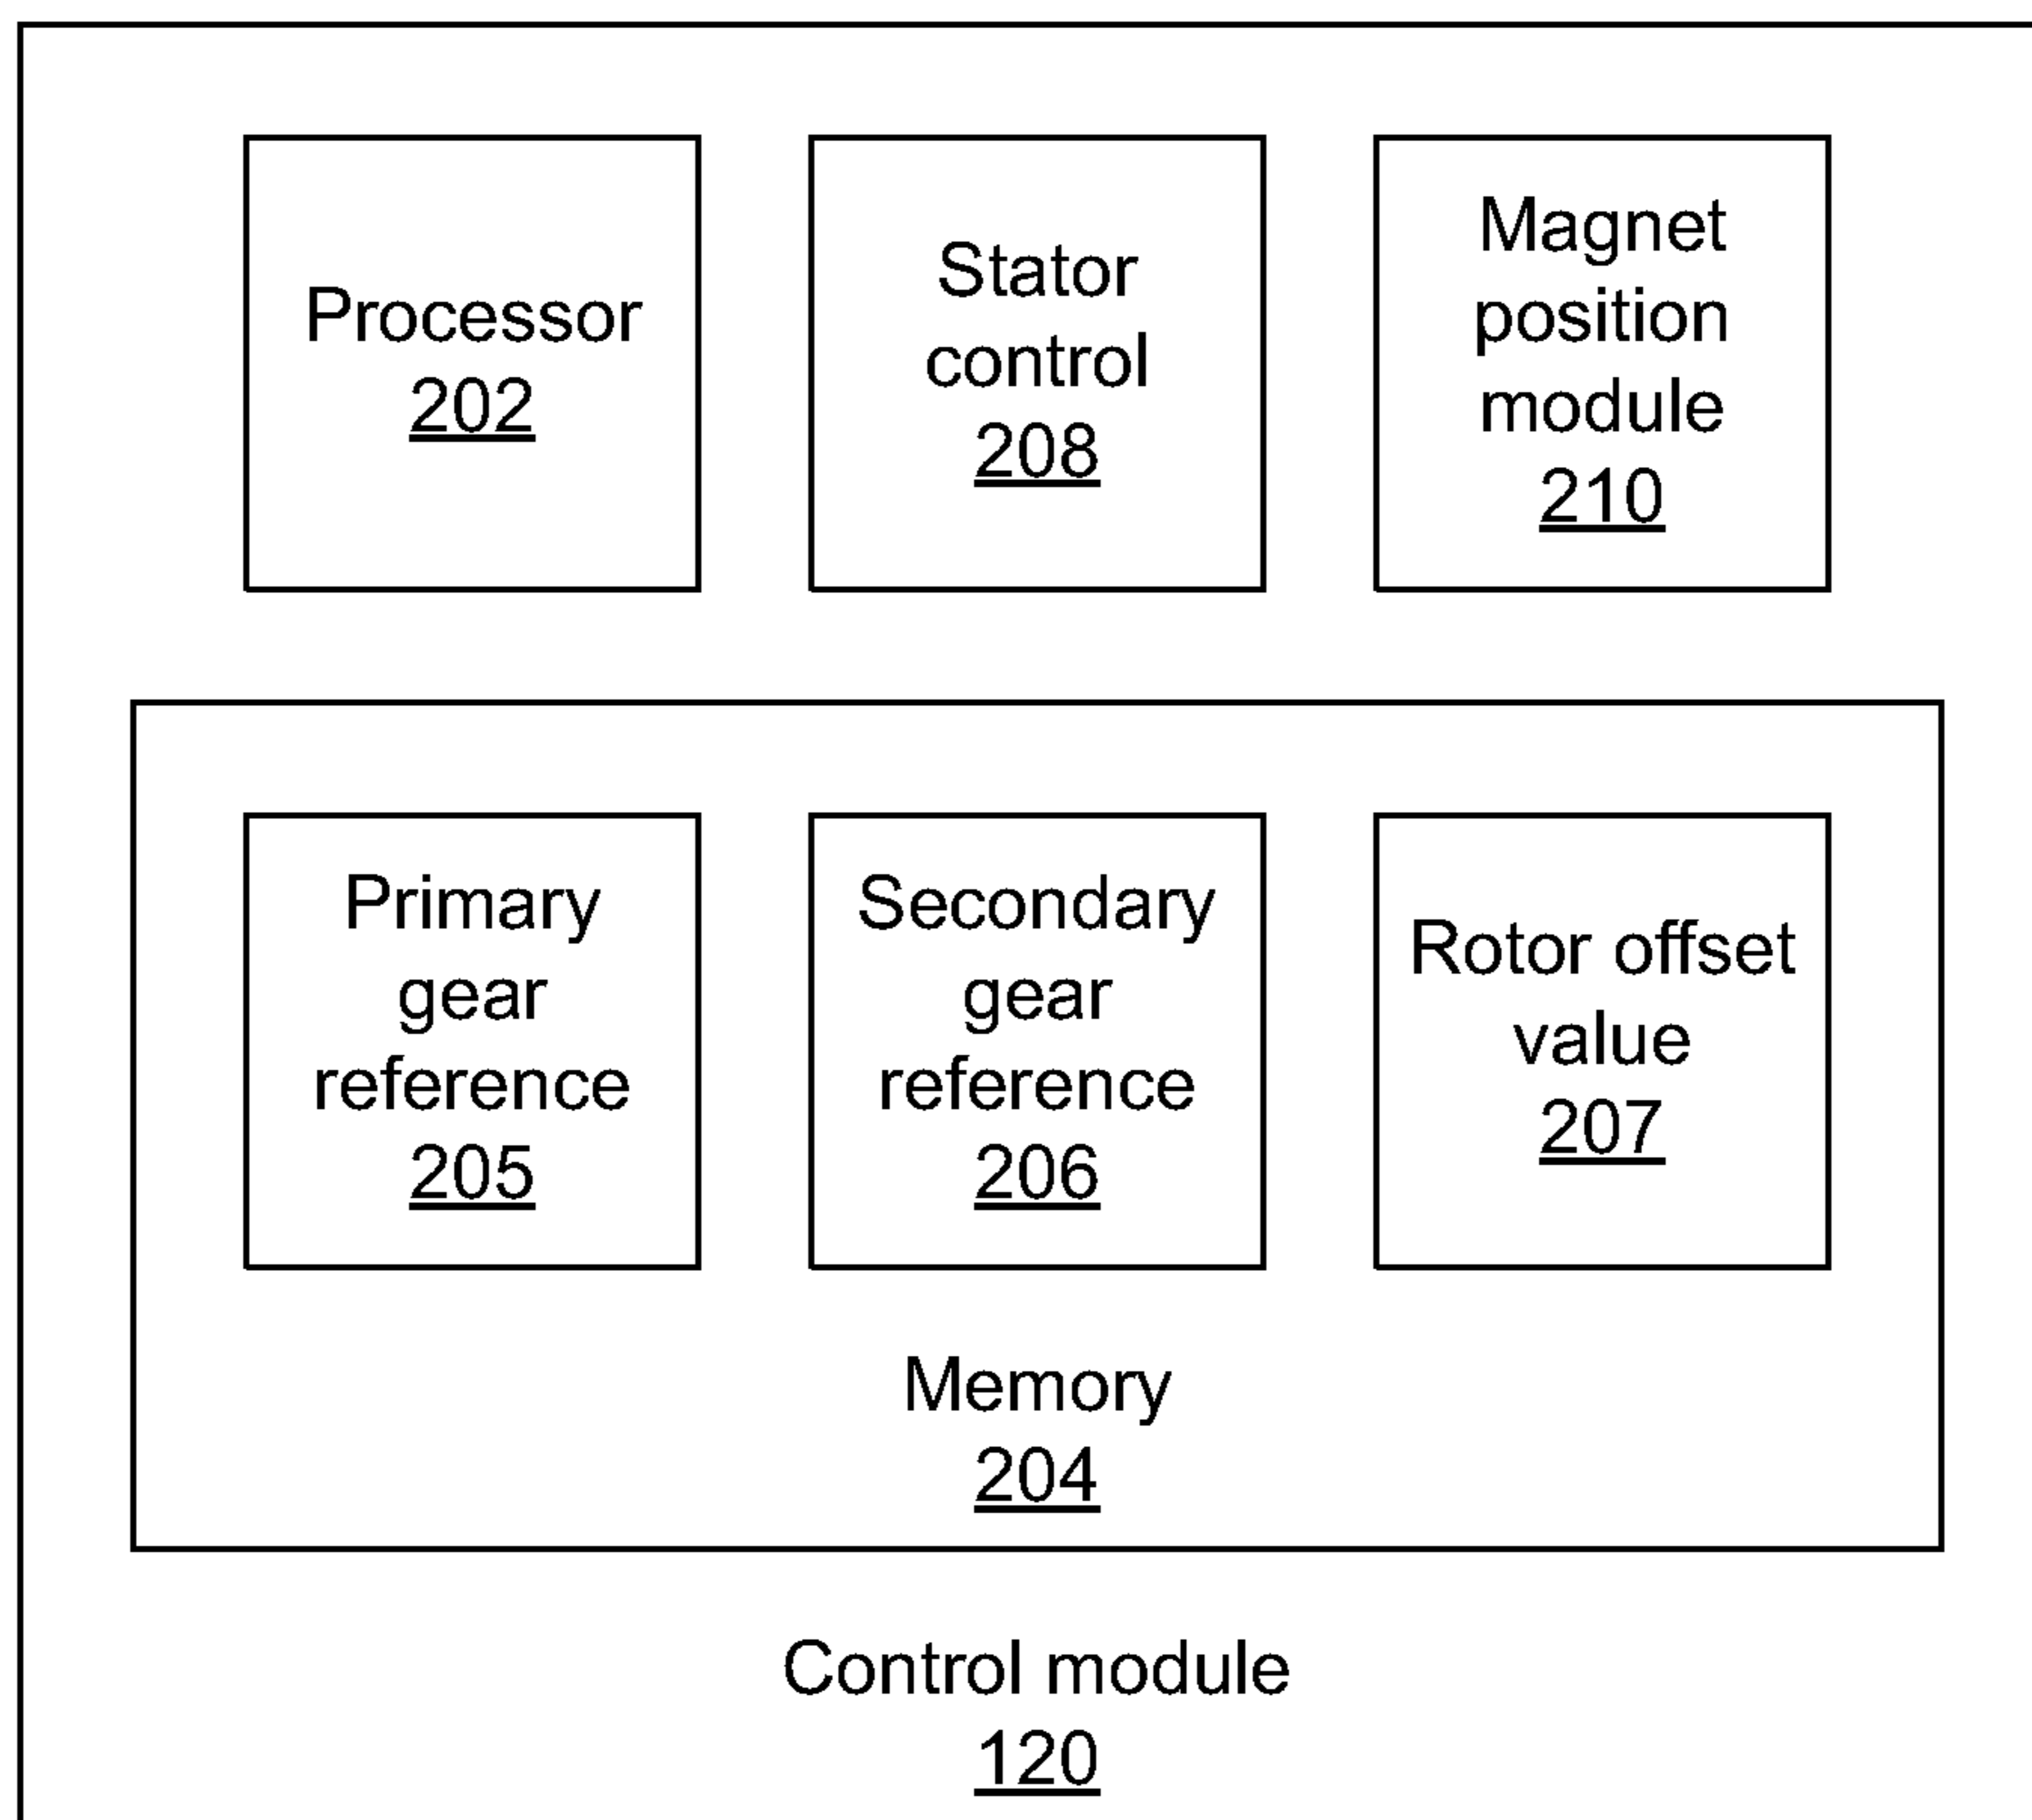 Processor
202
Stator
control
208
Magnet
position
module
210
Primary
gear
reference
205
Secondary
gear
reference
206
Rotor offset
value
207
Memory
204
Control module
120